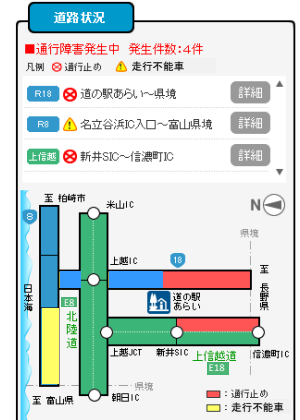 道路状況
■通行障害発生中 発生件数:4件
凡例 通行止め 走行不能車
R18 道の駅あらい～県境 詳細
R8 名立谷浜IC入口～富山県境 詳細
上信越 新井SIC～信濃町IC 詳細
至 柏崎市
米山IC
N
8
県境
上越IC
18
至 長野県
日本海
E8
北陸道
道の駅
あらい
上越JCT
新井SIC
上信越道
E18
信濃町IC
県境
至 富山県
朝日IC
：通行止め
：走行不能車